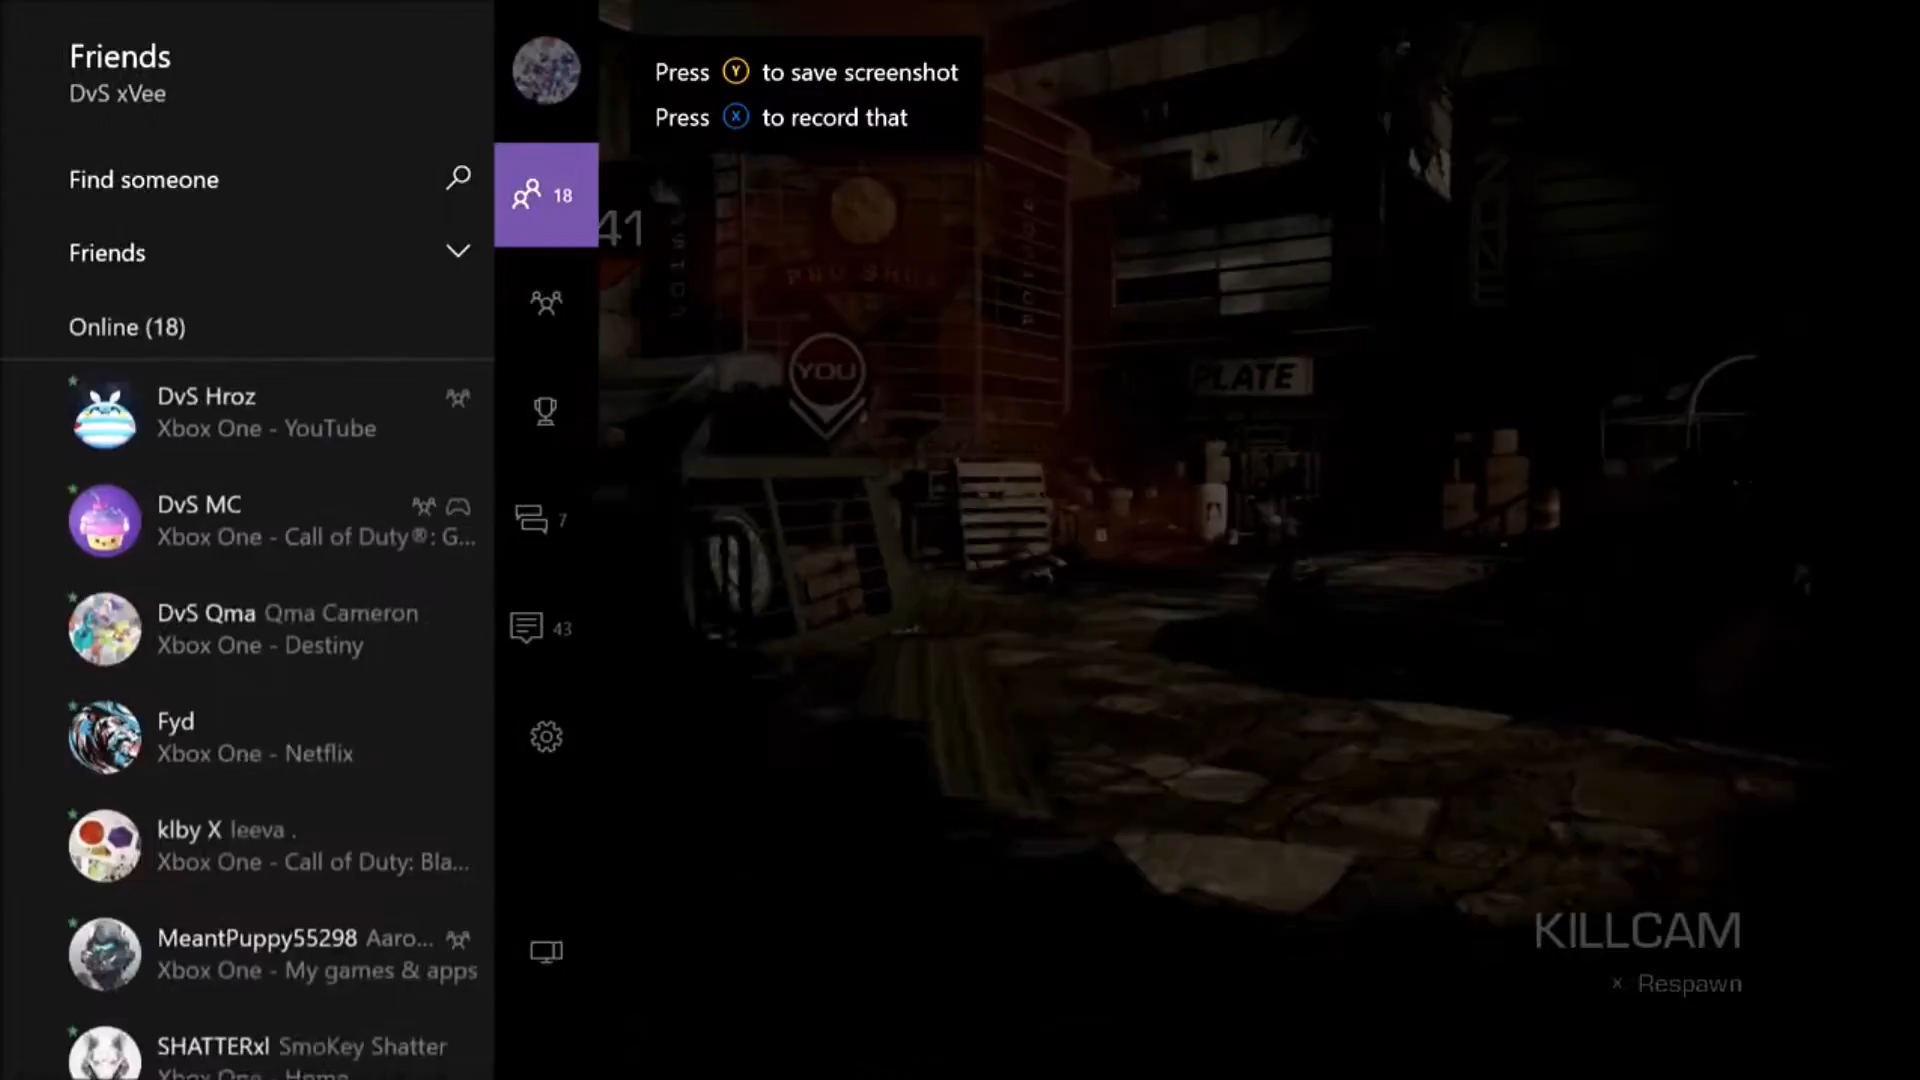 Friends
DvS xVee
Find someone
Friends
Online (18)
DvS Hroz
Xbox One - YouTube
DvS MC
Xbox One - Call of Duty®: G...
DvS Qma Qma Cameron
Xbox One - Destiny
Fyd
Xbox One - Netflix
klby X leeva .
Xbox One - Call of Duty: Bla...
MeantPuppy55298 Aaro...
Xbox One - My games & apps
SHATTERxl SmoKey Shatter
Xbox One - Home
18
7
43
Press Y to save screenshot
Press X to record that
41
YOU
PLATE
KILLCAM
X Respawn